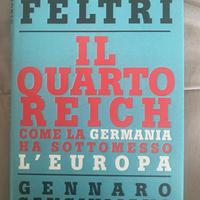 FELTRI
IL
QUARTO
REICH
COME LA GERMANIA
HA SOTTOMESSO
L'EUROPA
GENNARO